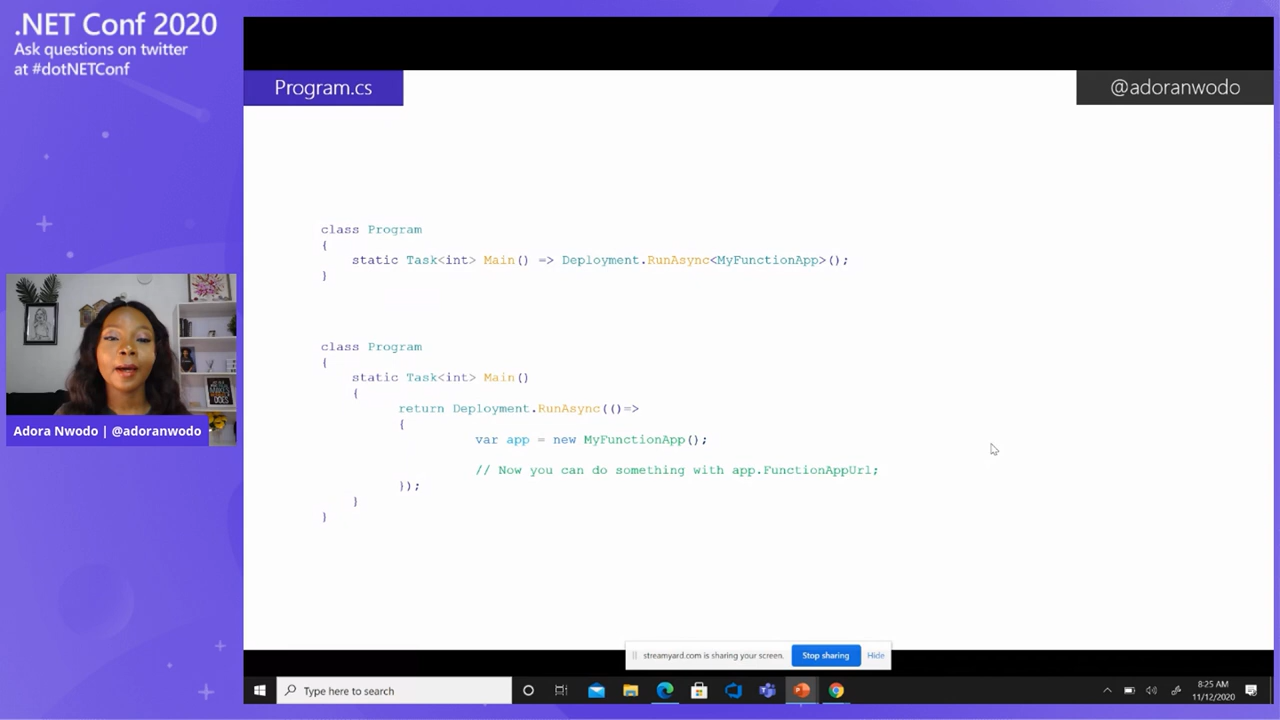 .NET Conf 2020
Ask questions on twitter
at #dotNETConf
Program.cs
@adoranwodo
class Program
{
static Task<int> Main() => Deployment.RunAsync<MyFunctionApp>();
}
class Program
{
static Task<int> Main()
{
return Deployment.RunAsync(()=>
{
var app = new MyFunctionApp();
// Now you can do something with app.FunctionAppUrl;
});
}
}
Adora Nwodo | @adoranwodo
streamyard.com is sharing your screen.
Stop sharing
Hide
Type here to search
8:25 AM
11/12/2020